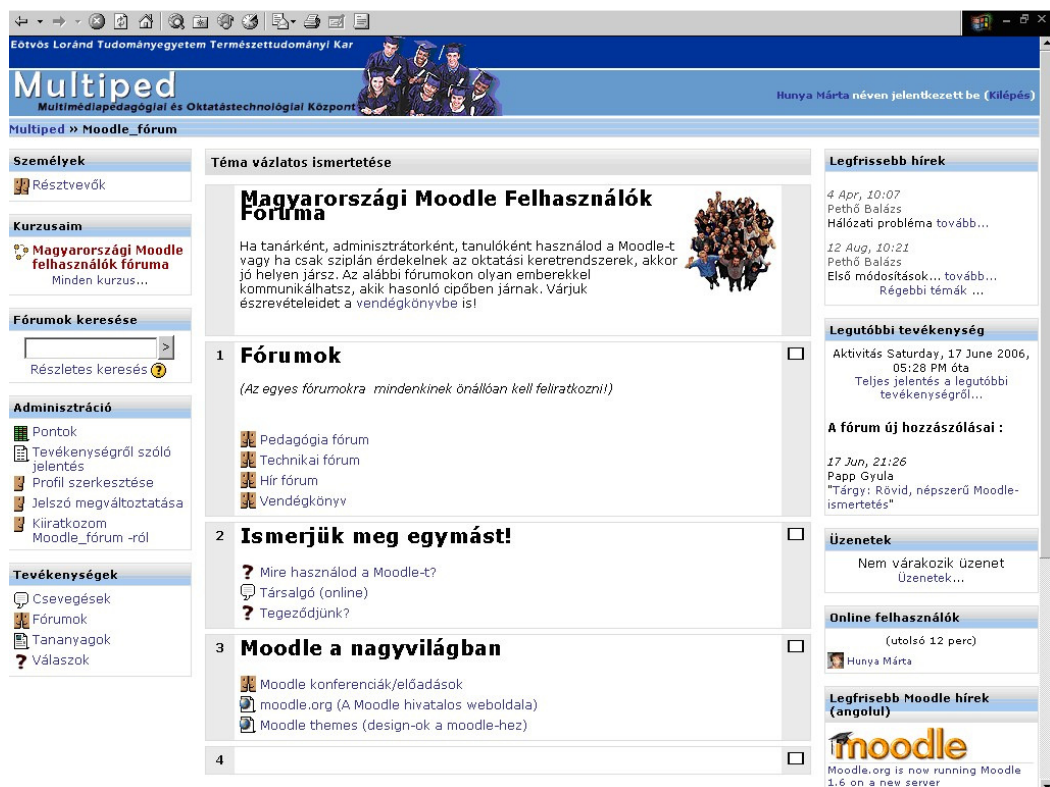 Eötvös Loránd Tudományegyetem Természettudományi Kar
Multiped
Multimédiapedagógiai és Oktatástechnológiai Központ
Hunya Márta néven jelentkezett be (Kilépés)
Multiped » Moodle_fórum
Személyek
Résztvevők
Kurzusaim
Magyarországi Moodle
felhasználók fóruma
Minden kurzus...
Fórumok keresése
>
Részletes keresés ?
Adminisztráció
Pontok
Tevékenységről szóló
jelentés
Profil szerkesztése
Jelszó megváltoztatása
Kiiratkozom
Moodle_fórum -ról
Tevékenységek
Csevegések
Fórumok
Tananyagok
? Válaszok
Téma vázlatos ismertetése
Magyarországi Moodle Felhasználók
Fóruma
Ha tanárként, adminisztrátorként, tanulóként használod a Moodle-t
vagy ha csak sziplán érdekelnek az oktatási keretrendszerek, akkor
jó helyen jársz. Az alábbi fórumokon olyan emberekkel
kommunikálhatsz, akik hasonló cipőben járnak. Várjuk
észrevételeidet a vendégkönyvbe is!
1 Fórumok
(Az egyes fórumokra mindenkinek önállóan kell feliratkozni!)
Pedagógia fórum
Technikai fórum
Hír fórum
Vendégkönyv
2 Ismerjük meg egymást!
? Mire használod a Moodle-t?
Társalgó (online)
? Tegeződjünk?
3 Moodle a nagyvilágban
Moodle konferenciák/előadások
moodle.org (A Moodle hivatalos weboldala)
Moodle themes (design-ok a moodle-hez)
4
Legfrissebb hírek
4 Apr, 10:07
Pethő Balázs
Hálózati probléma tovább...
12 Aug, 10:21
Pethő Balázs
Első módosítások... tovább...
Régebbi témák ...
Legutóbbi tevékenység
Aktivitás Saturday, 17 June 2006,
05:28 PM óta
Teljes jelentés a legutóbbi
tevékenységről...
A fórum új hozzászólásai :
17 Jun, 21:26
Papp Gyula
"Tárgy: Rövid, népszerű Moodle-
ismertetés"
Üzenetek
Nem várakozik üzenet
Üzenetek...
Online felhasználók
(utolsó 12 perc)
Hunya Márta
Legfrisebb Moodle hírek
(angolul)
moodle
Moodle.org is now running Moodle
1.6 on a new server